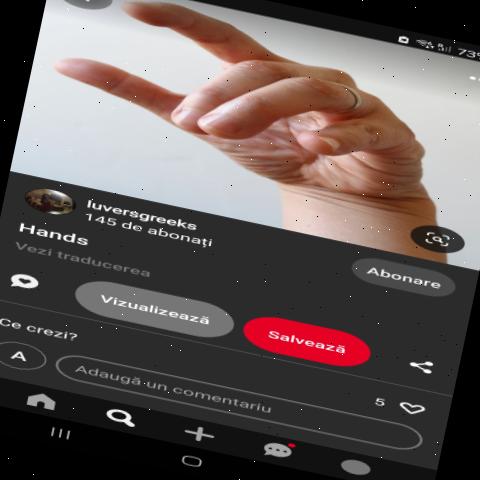 73%
luversgreeks
145 de abonați
Abonare
Hands
Vezi traducerea
Vizualizează
Salvează
Ce crezi?
5
A
Adaugă un comentariu